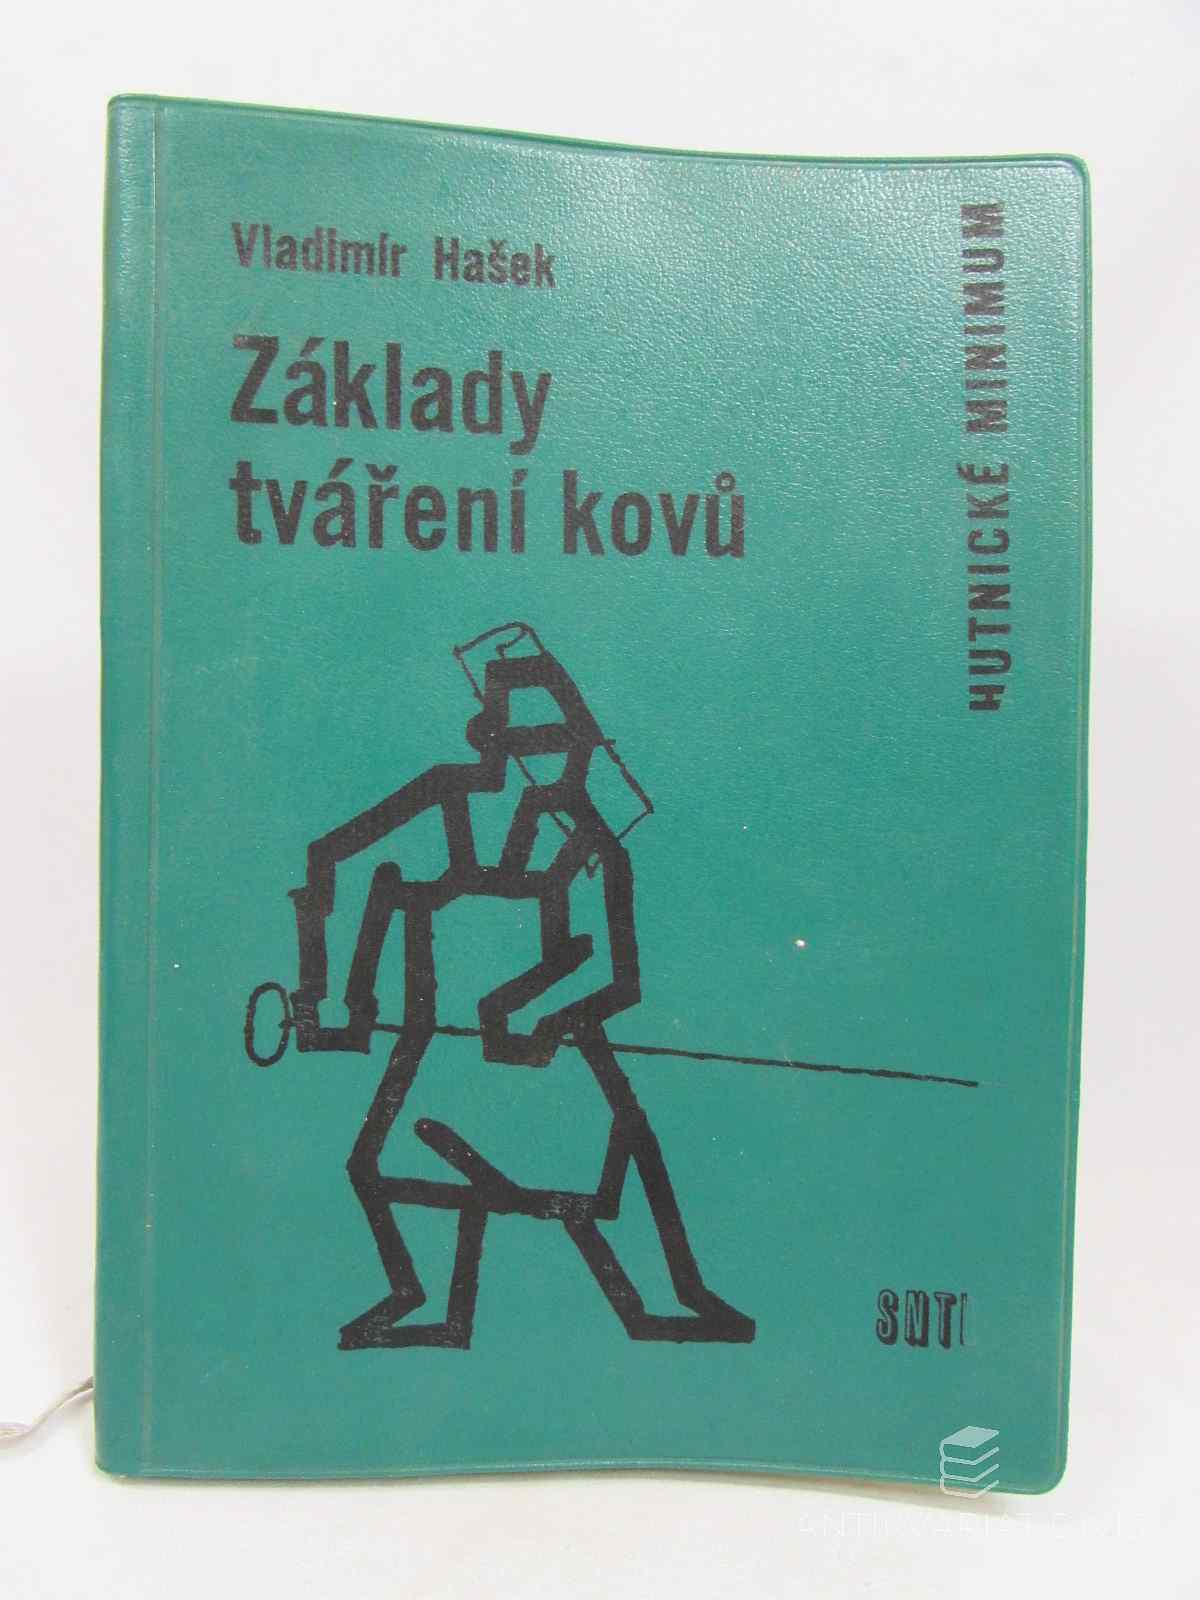 Vladimír Hašek
Základy
tváření kovů
HUTNICKÉ MINIMUM
SNTL